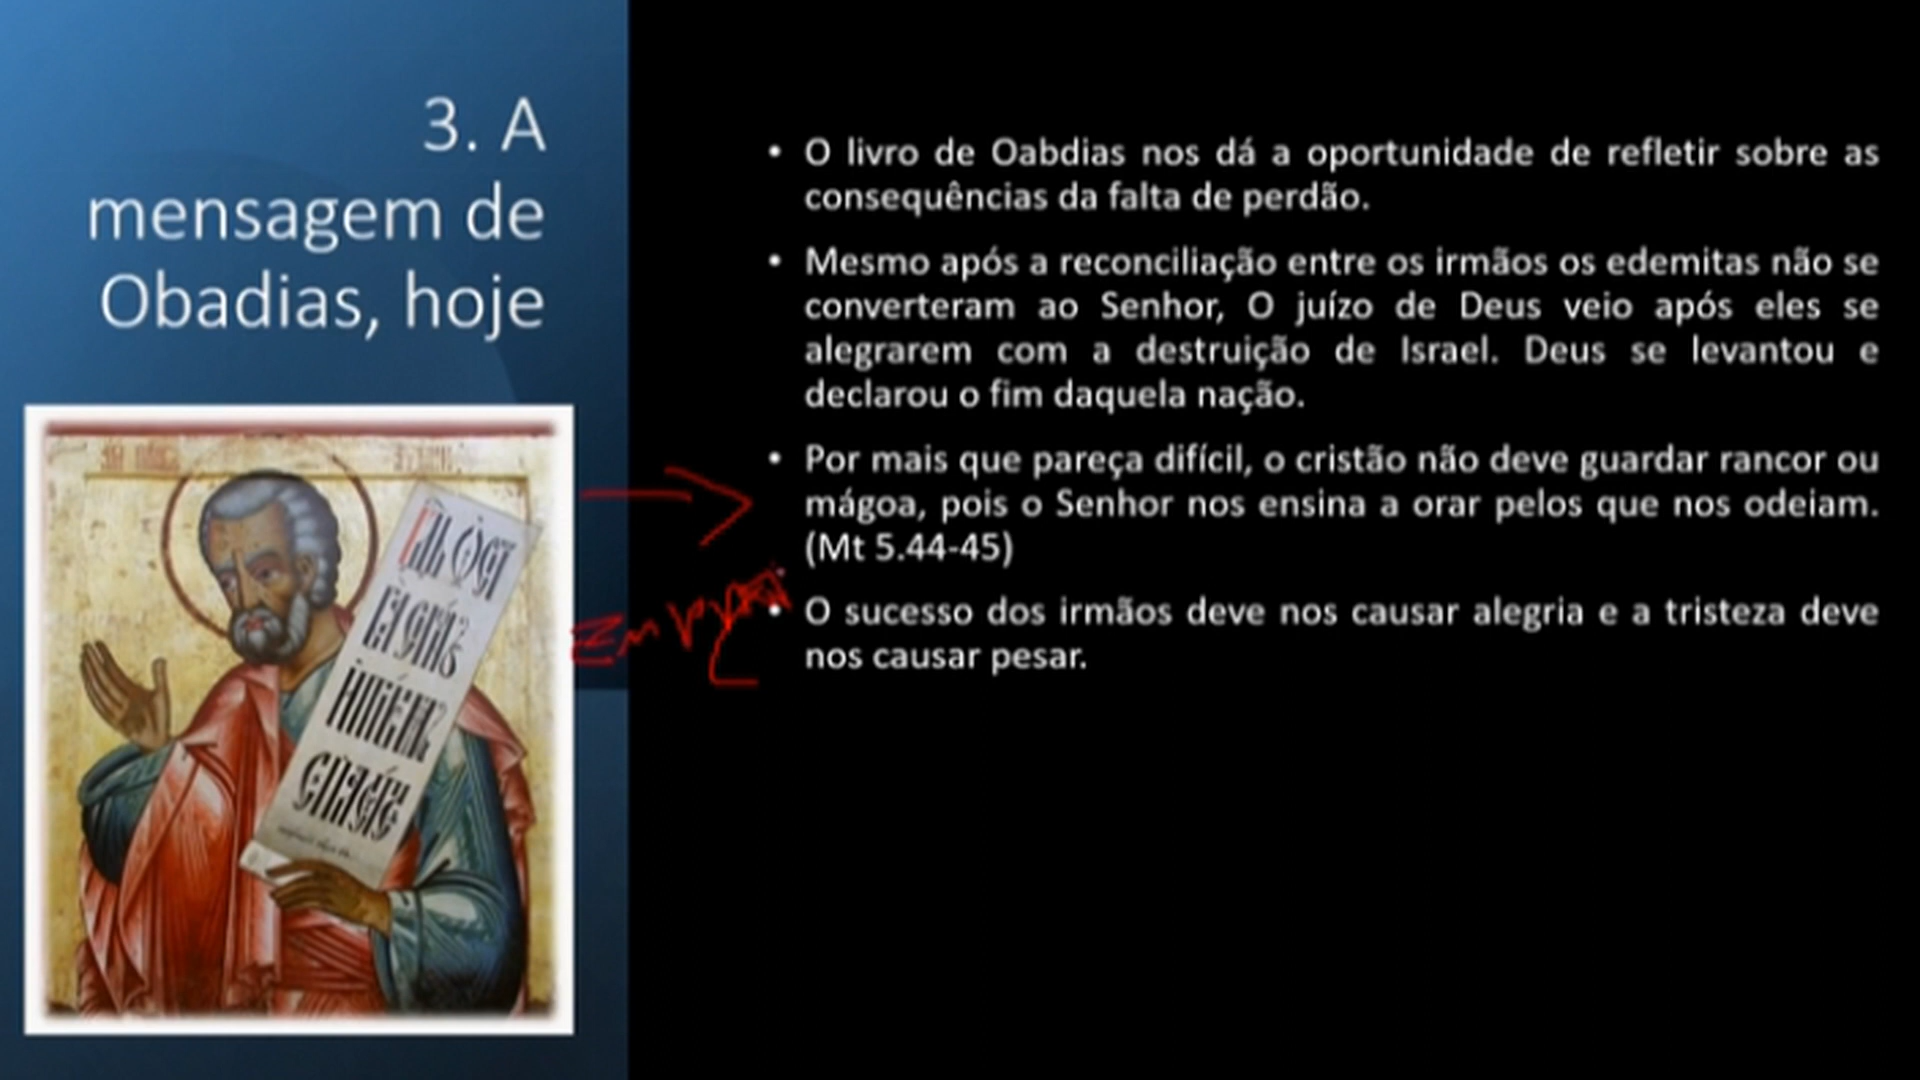 3. A
mensagem de
Obadias, hoje
• O livro de Oabdias nos dá a oportunidade de refletir sobre as
consequências da falta de perdão.
• Mesmo após a reconciliação entre os irmãos os edemitas não se
converteram ao Senhor, O juízo de Deus veio após eles se
alegrarem com a destruição de Israel. Deus se levantou e
declarou o fim daquela nação.
• Por mais que pareça difícil, o cristão não deve guardar rancor ou
mágoa, pois o Senhor nos ensina a orar pelos que nos odeiam.
(Mt 5.44-45)
• O sucesso dos irmãos deve nos causar alegria e a tristeza deve
nos causar pesar.